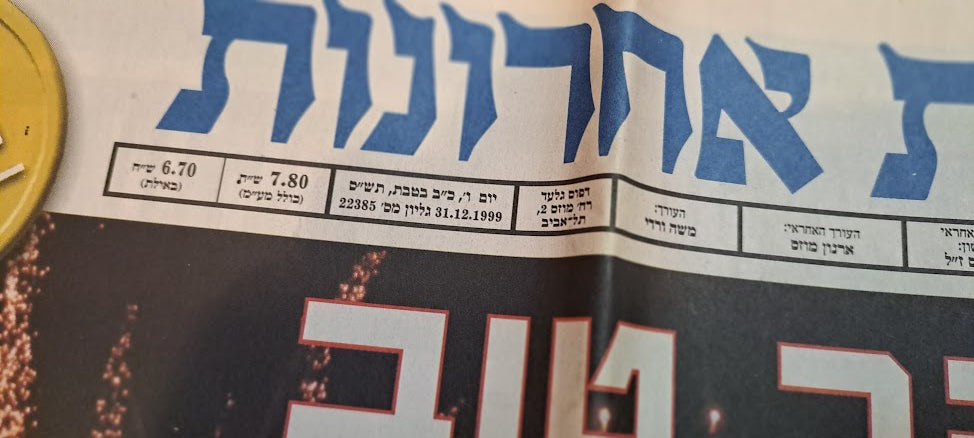 ת אחרונות
העורך האחראי:
ארנון מוזס
העורך:
משה ורדי
דפוס גלעד
רח׳ מוזס 2,
תל־אביב
יום ו׳, כ״ב בטבת, תש״ס
31.12.1999 גליון מס׳ 22385
7.80 ש״ח
(כולל מע״מ)
6.70 ש״ח
(באילת)
טוב